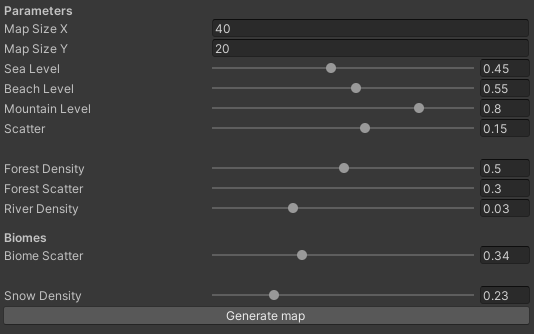 Parameters
Map Size X 40
Map Size Y 20
Sea Level 0.45
Beach Level 0.55
Mountain Level 0.8
Scatter 0.15
Forest Density 0.5
Forest Scatter 0.3
River Density 0.03
Biomes
Biome Scatter 0.34
Snow Density 0.23
Generate map